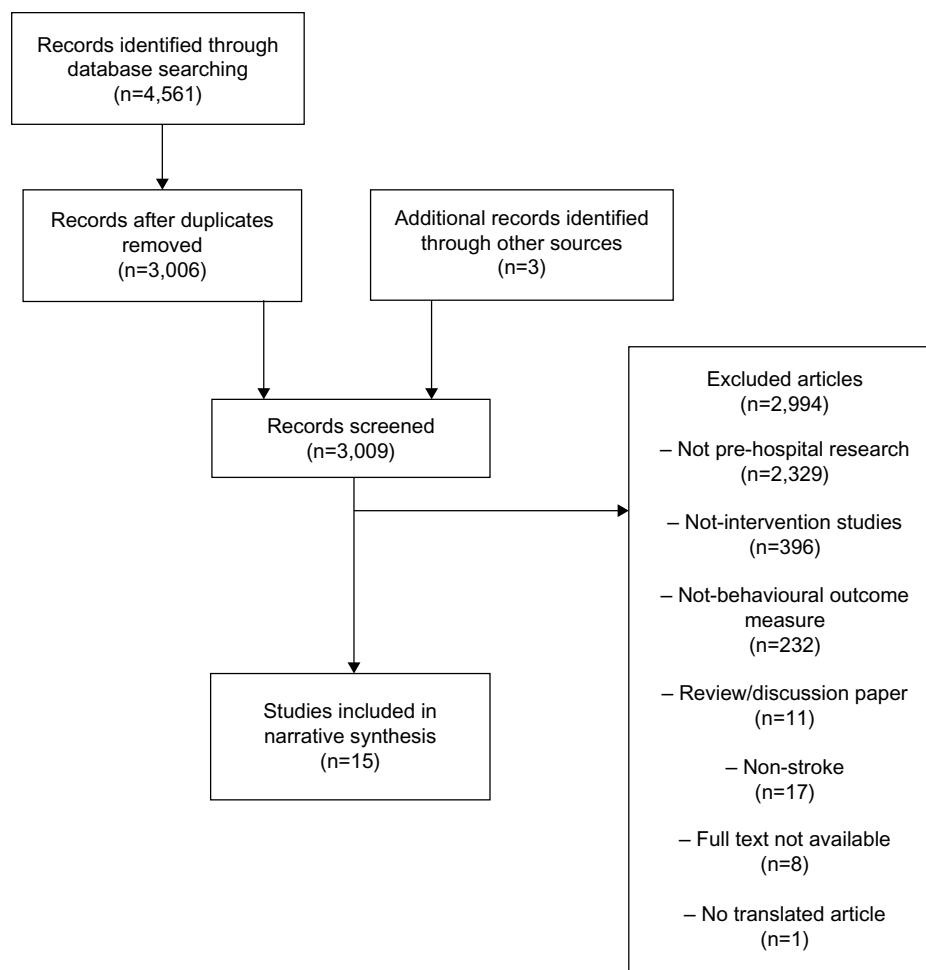 Records identified through
database searching
(n=4,561)
Records after duplicates
removed
(n=3,006)
Additional records identified
through other sources
(n=3)
Records screened
(n=3,009)
Excluded articles
(n=2,994)
– Not pre-hospital research
(n=2,329)
– Not-intervention studies
(n=396)
– Not-behavioural outcome
measure
(n=232)
– Review/discussion paper
(n=11)
– Non-stroke
(n=17)
– Full text not available
(n=8)
– No translated article
(n=1)
Studies included in
narrative synthesis
(n=15)